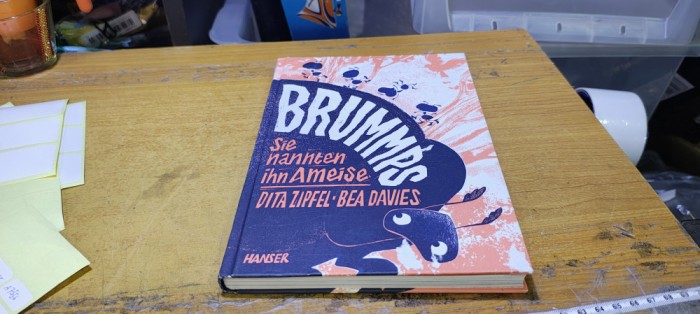 BRUMMPS
Sie
nannten
ihn Ameise
DITA ZIPFEL · BEA DAVIES
HANSER